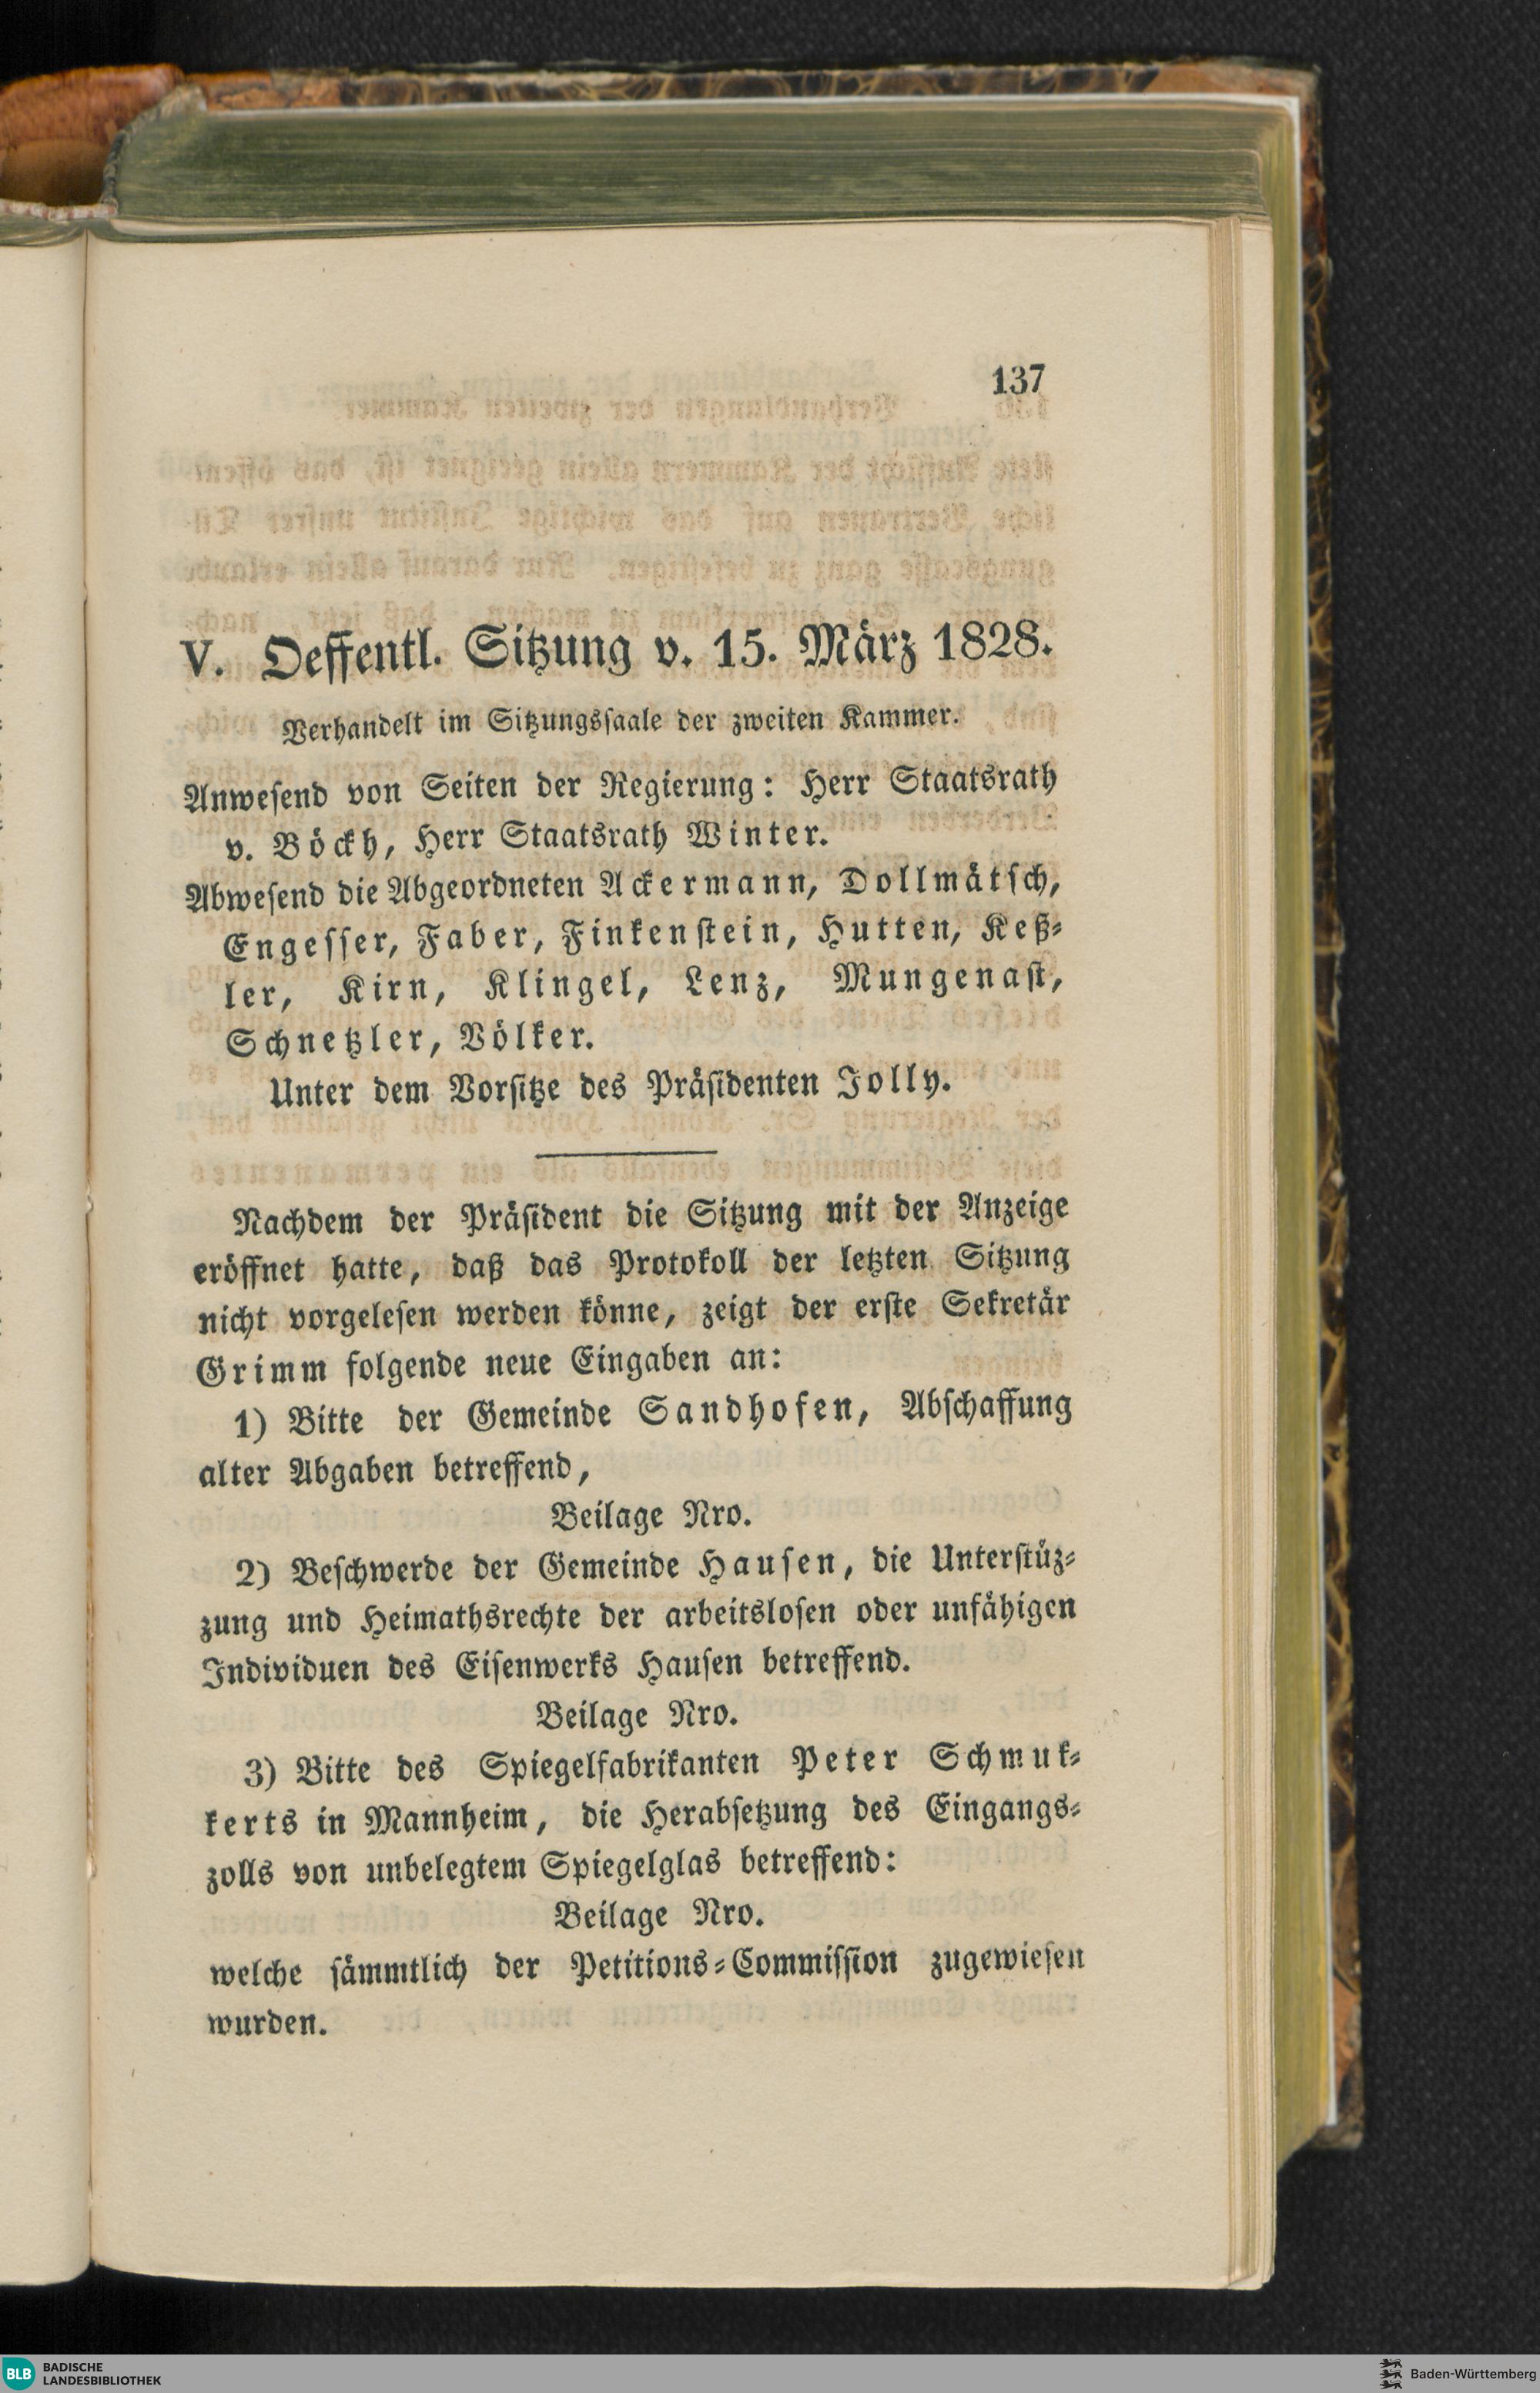 137
V. Oeffentl. Sitzung v. 15. März 1828.
Verhandelt im Sitzungssaale der zweiten Kammer.
Anwesend von Seiten der Regierung: Herr Staatsrath
v. Böckh, Herr Staatsrath Winter.
Abwesend die Abgeordneten Ackermann, Dollmätsch,
Engesser, Faber, Finkenstein, Hutten, Keß-
ler, Kirn, Klingel, Lenz, Mungenast,
Schnetzler, Völker.
Unter dem Vorsitze des Präsidenten Jolly.
Nachdem der Präsident die Sitzung mit der Anzeige
eröffnet hatte, daß das Protokoll der letzten Sitzung
nicht vorgelesen werden könne, zeigt der erste Sekretär
Grimm folgende neue Eingaben an:
1) Bitte der Gemeinde Sandhofen, Abschaffung
alter Abgaben betreffend,
Beilage Nro.
2) Beschwerde der Gemeinde Hausen, die Unterstüz-
zung und Heimathsrechte der arbeitslosen oder unfähigen
Individuen des Eisenwerks Hausen betreffend.
Beilage Nro.
3) Bitte des Spiegelfabrikanten Peter Schmuk-
kerts in Mannheim, die Herabsetzung des Eingangs-
zolls von unbelegtem Spiegelglas betreffend:
Beilage Nro.
welche sämmtlich der Petitions-Commission zugewiesen
wurden.
BLB BADISCHE
LANDESBIBLIOTHEK
Baden-Württemberg